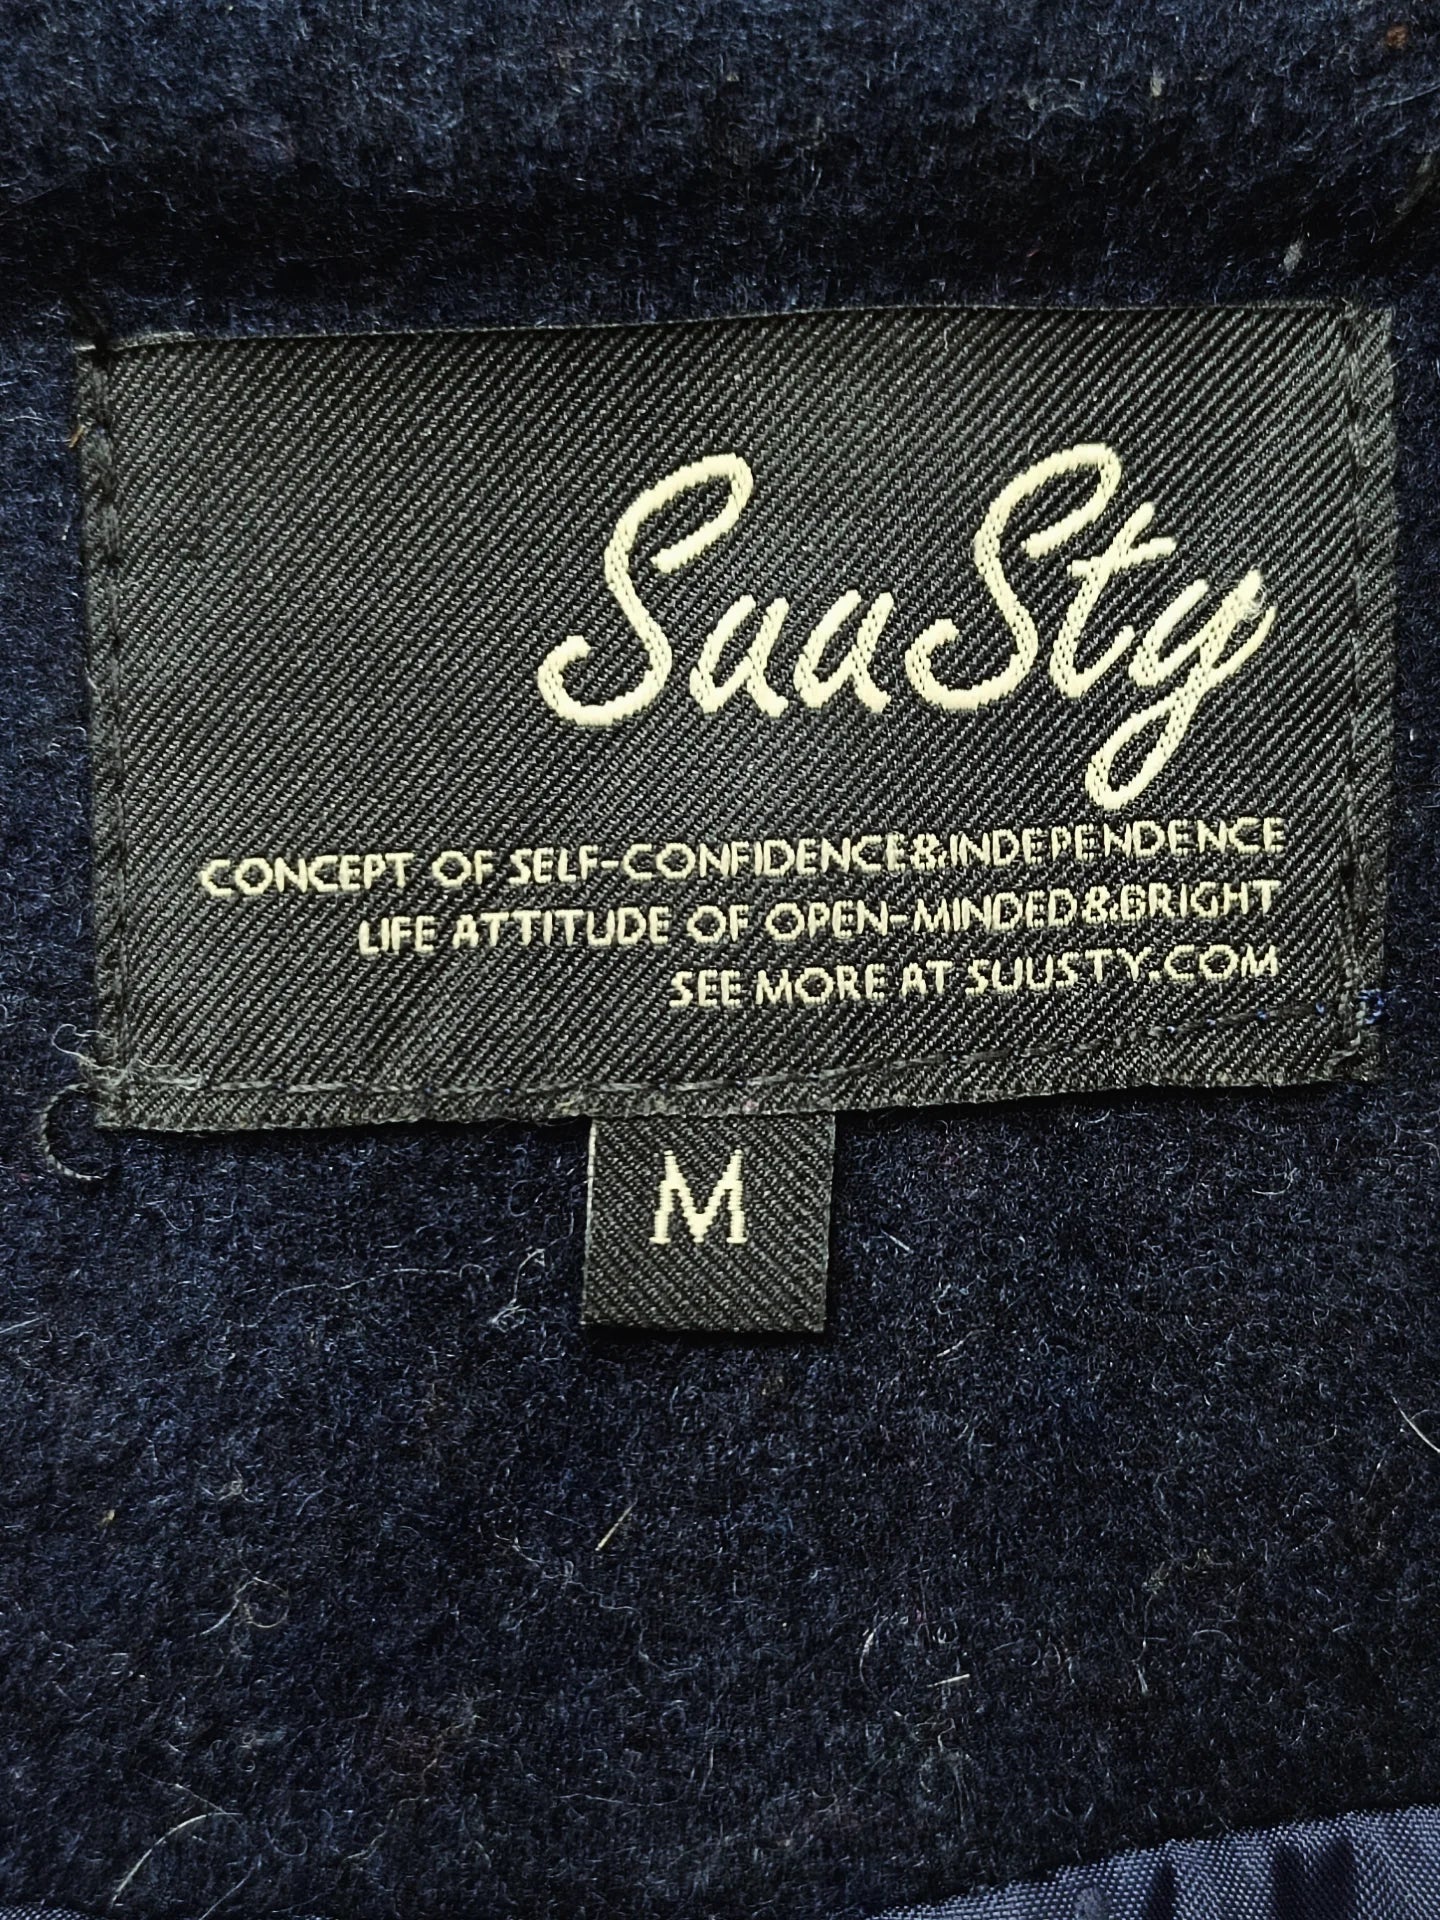 SuuSty
CONCEPT OF SELF-CONFIDENCE&INDEPENDENCE
LIFE ATTITUDE OF OPEN-MINDED&BRIGHT
SEE MORE AT SUUSTY.COM
M